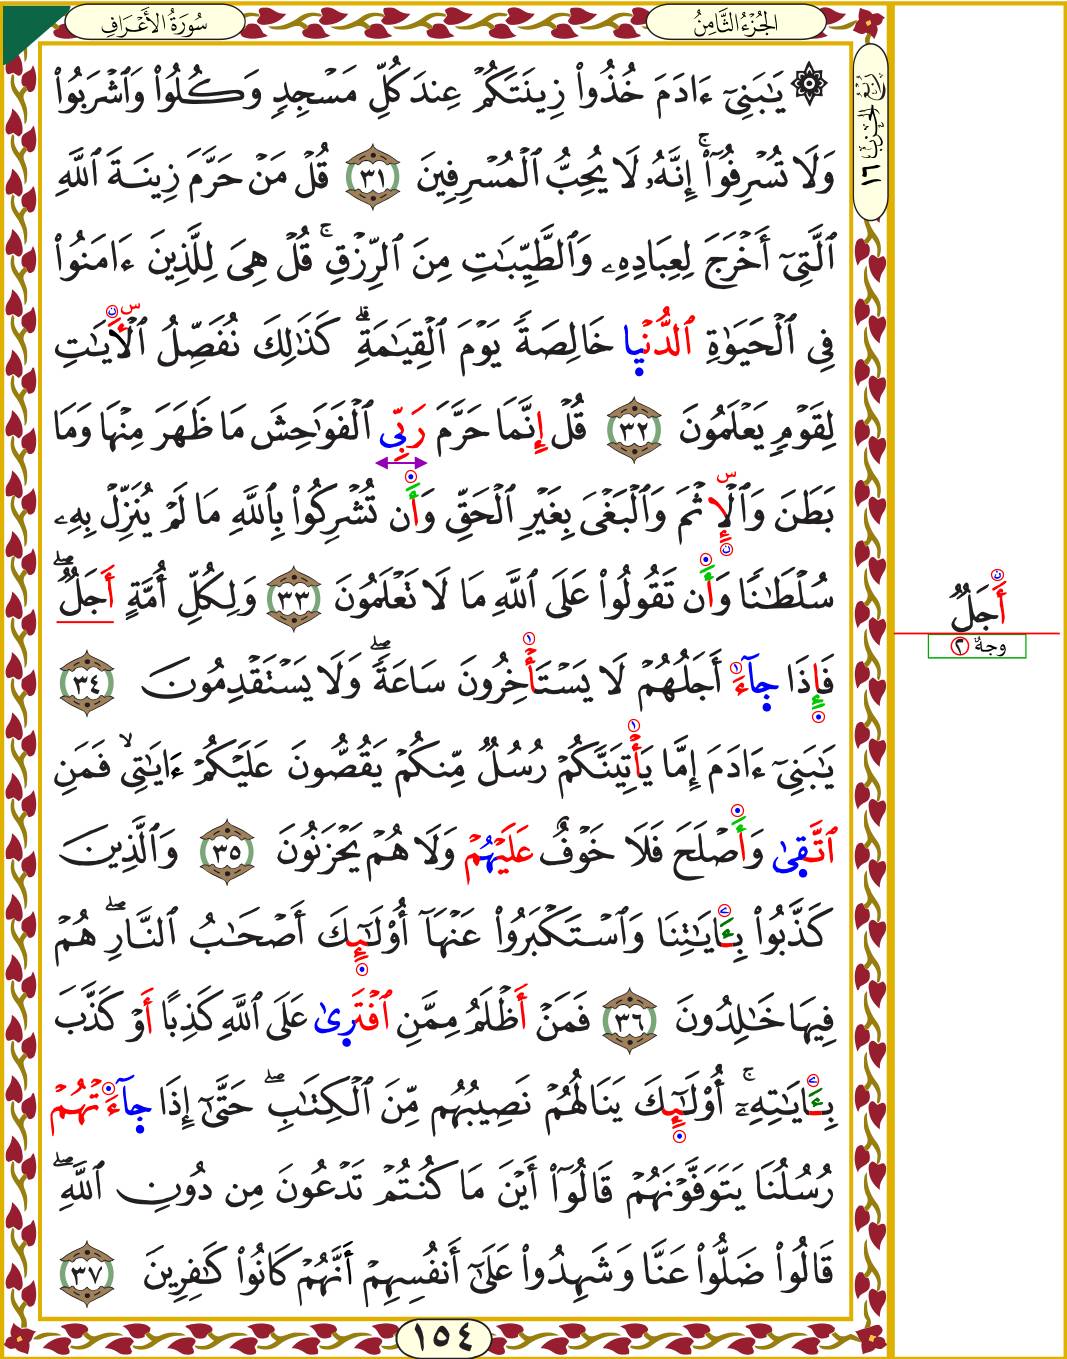 سُورَةُ الأَعْرَافِ
الجُزْءُ الثَّامِنُ
رُبْعُ الحِزْبِ ١٦
۞ يَٰبَنِىٓ ءَادَمَ خُذُوا۟ زِينَتَكُمْ عِندَ كُلِّ مَسْجِدٍ وَكُلُوا۟ وَٱشْرَبُوا۟
وَلَا تُسْرِفُوٓا۟ ۚ إِنَّهُۥ لَا يُحِبُّ ٱلْمُسْرِفِينَ ٣١ قُلْ مَنْ حَرَّمَ زِينَةَ ٱللَّهِ
ٱلَّتِىٓ أَخْرَجَ لِعِبَادِهِۦ وَٱلطَّيِّبَٰتِ مِنَ ٱلرِّزْقِ ۚ قُلْ هِىَ لِلَّذِينَ ءَامَنُوا۟
فِى ٱلْحَيَوٰةِ ٱلدُّنْيا خَالِصَةً يَوْمَ ٱلْقِيَٰمَةِ ۗ كَذَٰلِكَ نُفَصِّلُ ٱلْأَيَٰتِ
لِقَوْمٍ يَعْلَمُونَ ٣٢ قُلْ إِنَّمَا حَرَّمَ رَبِّى ٱلْفَوَٰحِشَ مَا ظَهَرَ مِنْهَا وَمَا
بَطَنَ وَٱلْإِثْمَ وَٱلْبَغْىَ بِغَيْرِ ٱلْحَقِّ وَأَن تُشْرِكُوا۟ بِٱللَّهِ مَا لَمْ يُنَزِّلْ بِهِۦ
سُلْطَٰنًا وَأَن تَقُولُوا۟ عَلَى ٱللَّهِ مَا لَا تَعْلَمُونَ ٣٣ وَلِكُلِّ أُمَّةٍ أَجَلٌ ۖ
فَإِذَا جَآءَ أَجَلُهُمْ لَا يَسْتَأْخِرُونَ سَاعَةً ۖ وَلَا يَسْتَقْدِمُونَ ٣٤
يَٰبَنِىٓ ءَادَمَ إِمَّا يَأْتِيَنَّكُمْ رُسُلٌ مِّنكُمْ يَقُصُّونَ عَلَيْكُمْ ءَايَٰتِى ۙ فَمَنِ
ٱتَّقَىٰ وَأَصْلَحَ فَلَا خَوْفٌ عَلَيْهُمْ وَلَا هُمْ يَحْزَنُونَ ٣٥ وَٱلَّذِينَ
كَذَّبُوا۟ بِـَٔايَٰتِنَا وَٱسْتَكْبَرُوا۟ عَنْهَآ أُو۟لَٰٓئِكَ أَصْحَٰبُ ٱلنَّارِ ۖ هُمْ
فِيهَا خَٰلِدُونَ ٣٦ فَمَنْ أَظْلَمُ مِمَّنِ ٱفْتَرَىٰ عَلَى ٱللَّهِ كَذِبًا أَوْ كَذَّبَ
بِـَٔايَٰتِهِۦٓ ۚ أُو۟لَٰٓئِكَ يَنَالُهُمْ نَصِيبُهُم مِّنَ ٱلْكِتَٰبِ ۖ حَتَّىٰٓ إِذَا جَآءَتْهُمْ
رُسُلُنَا يَتَوَفَّوْنَهُمْ قَالُوٓا۟ أَيْنَ مَا كُنتُمْ تَدْعُونَ مِن دُونِ ٱللَّهِ ۖ
قَالُوا۟ ضَلُّوا۟ عَنَّا وَشَهِدُوا۟ عَلَىٰٓ أَنفُسِهِمْ أَنَّهُمْ كَانُوا۟ كَٰفِرِينَ ٣٧
أَجَلٌ
وجهٌ ٢
١٥٤